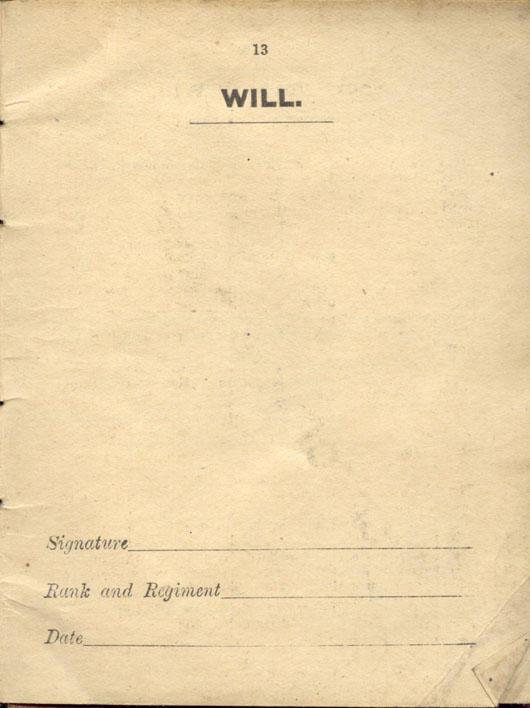 13
WILL.
Signature
Rank and Regiment
Date